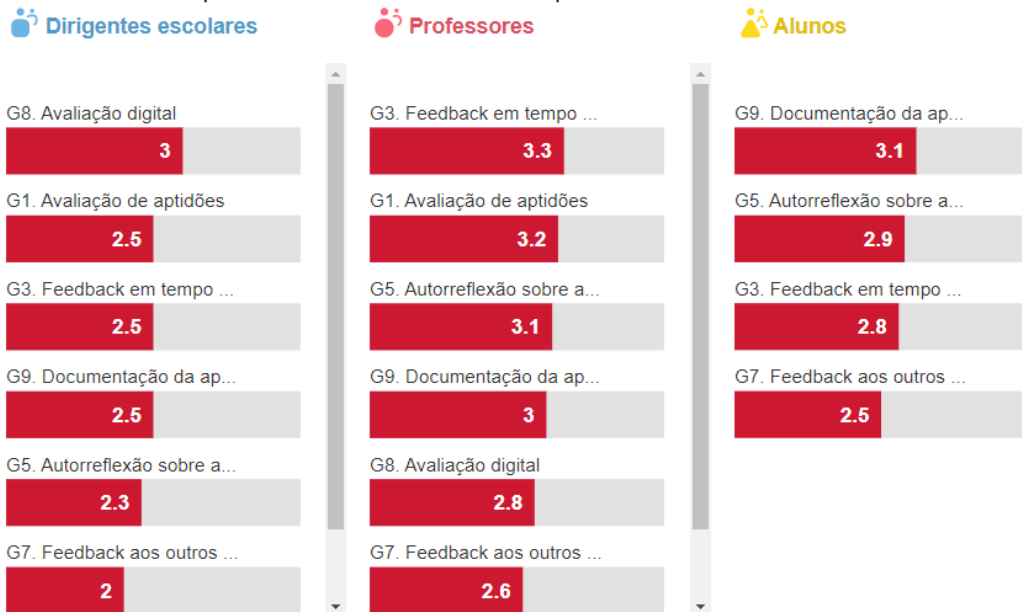 Dirigentes escolares
G8. Avaliação digital
3
G1. Avaliação de aptidões
2.5
G3. Feedback em tempo ...
2.5
G9. Documentação da ap...
2.5
G5. Autorreflexão sobre a...
2.3
G7. Feedback aos outros ...
2
Professores
G3. Feedback em tempo ...
3.3
G1. Avaliação de aptidões
3.2
G5. Autorreflexão sobre a...
3.1
G9. Documentação da ap...
3
G8. Avaliação digital
2.8
G7. Feedback aos outros ...
2.6
Alunos
G9. Documentação da ap...
3.1
G5. Autorreflexão sobre a...
2.9
G3. Feedback em tempo ...
2.8
G7. Feedback aos outros ...
2.5